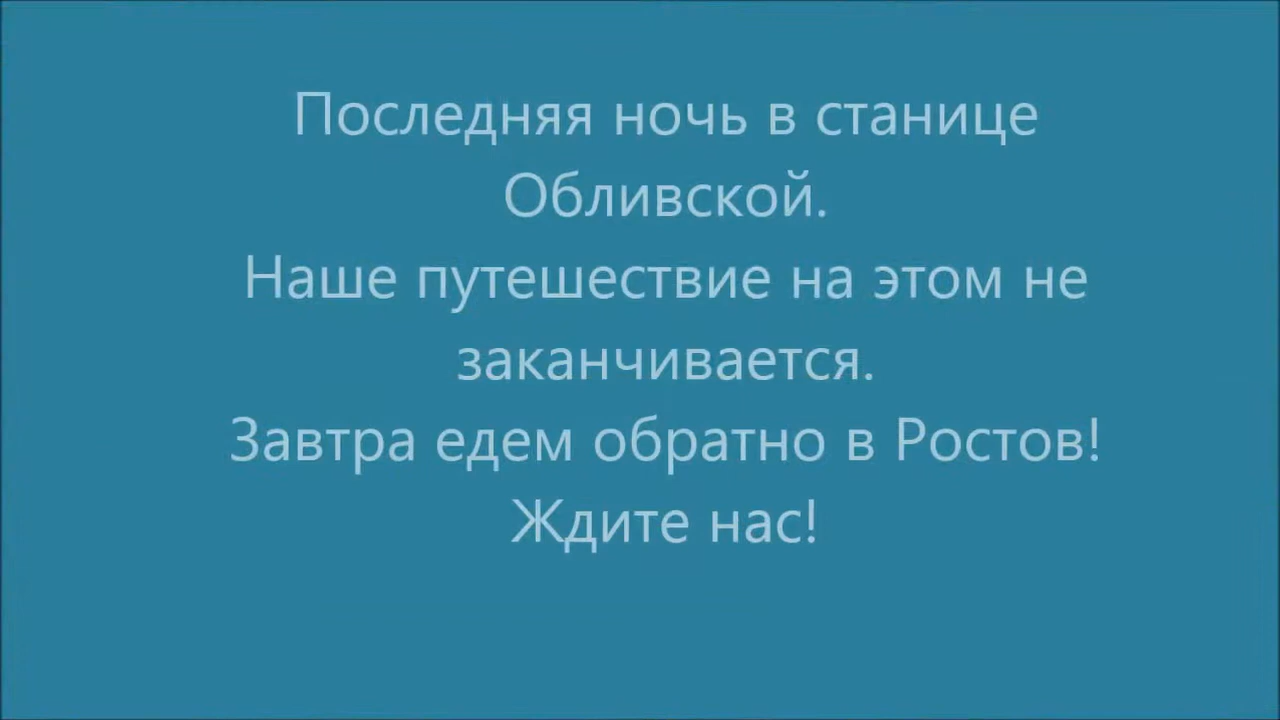 Последняя ночь в станице
Обливской.
Наше путешествие на этом не
заканчивается.
Завтра едем обратно в Ростов!
Ждите нас!